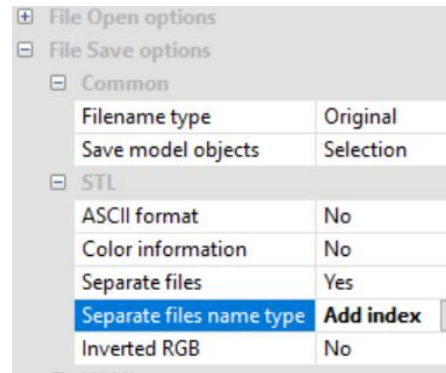 File Open options
File Save options
Common
Filename type Original
Save model objects Selection
STL
ASCII format No
Color information No
Separate files Yes
Separate files name type Add index
Inverted RGB No